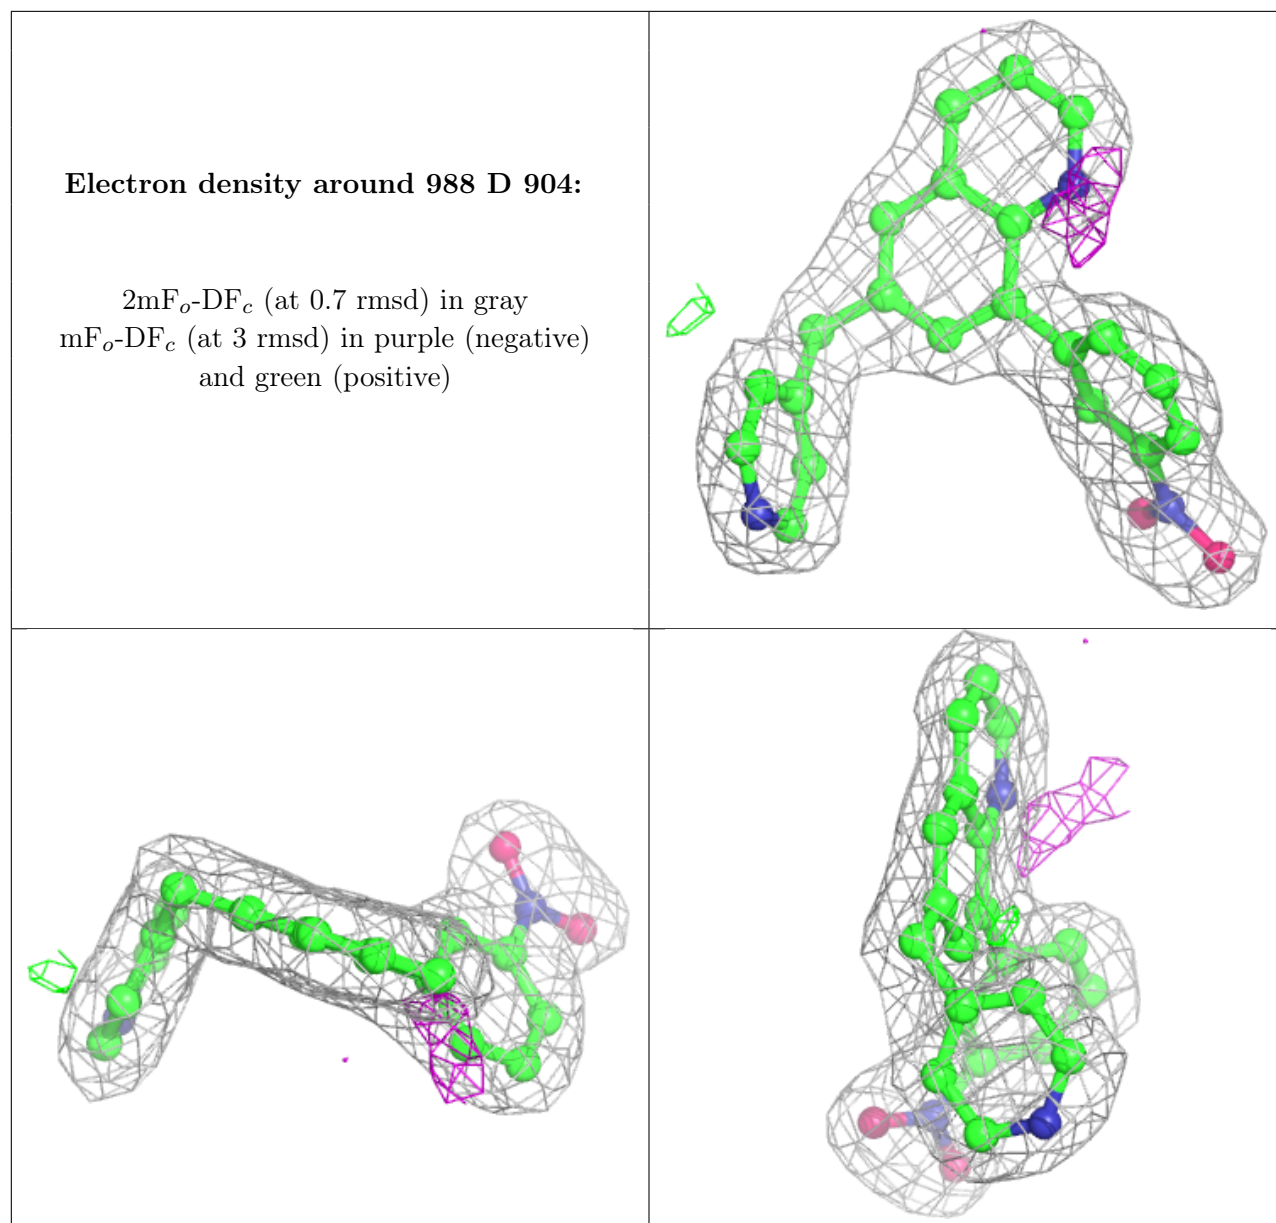 Electron density around 988 D 904:
2mFₒ-DF𝑐 (at 0.7 rmsd) in gray
mFₒ-DF𝑐 (at 3 rmsd) in purple (negative)
and green (positive)